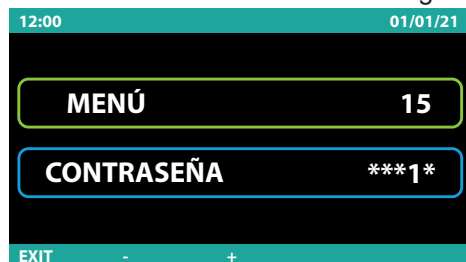 12:00 01/01/21
MENÚ 15
CONTRASEÑA ***1*
EXIT - +